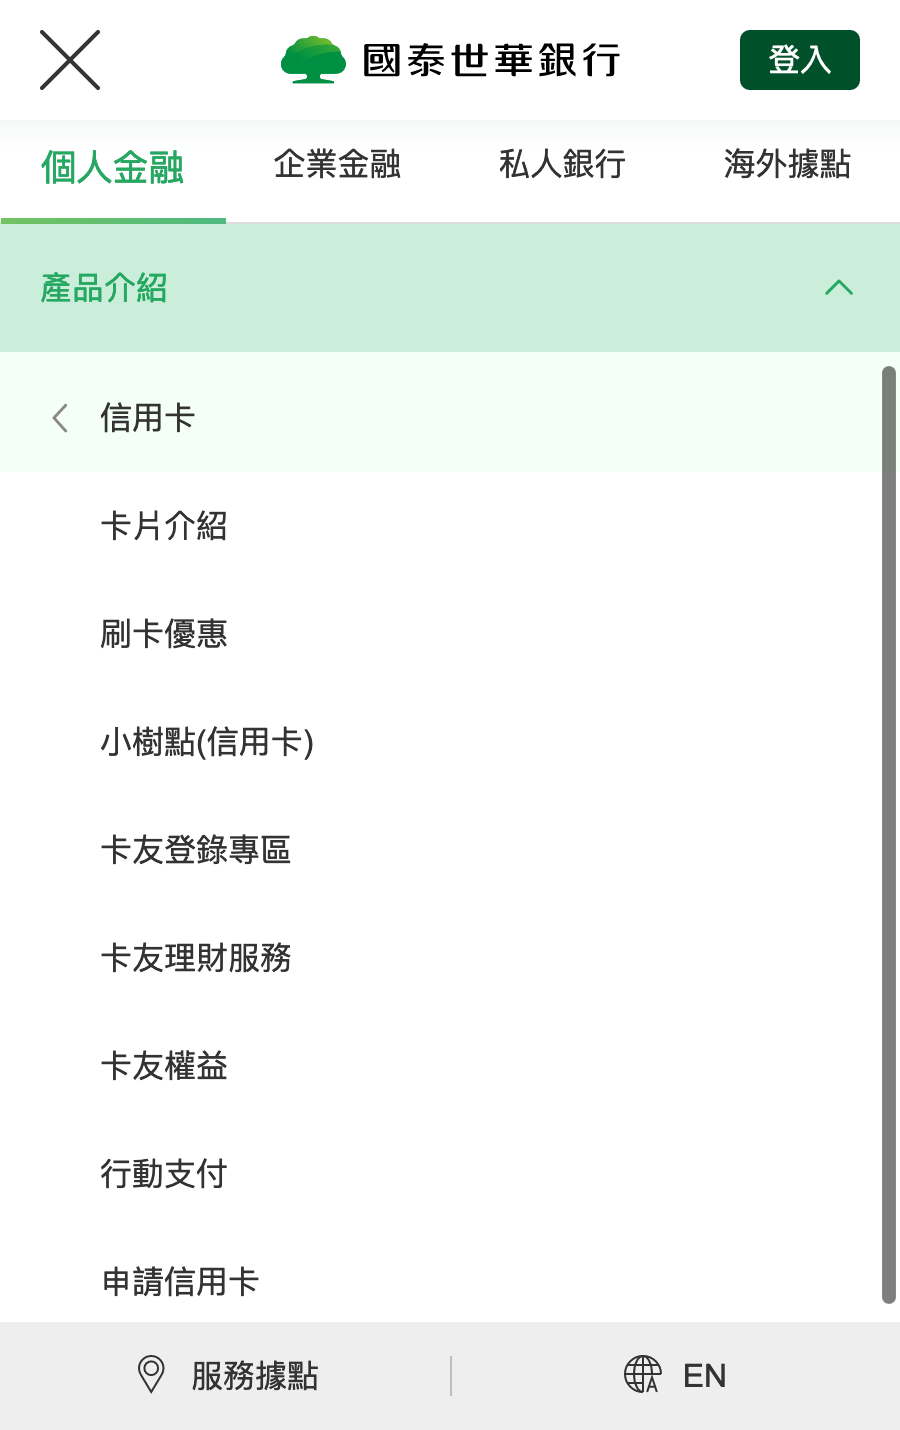 國泰世華銀行
登入
個人金融 企業金融 私人銀行 海外據點
產品介紹
信用卡
卡片介紹
刷卡優惠
小樹點(信用卡)
卡友登錄專區
卡友理財服務
卡友權益
行動支付
申請信用卡
服務據點
EN